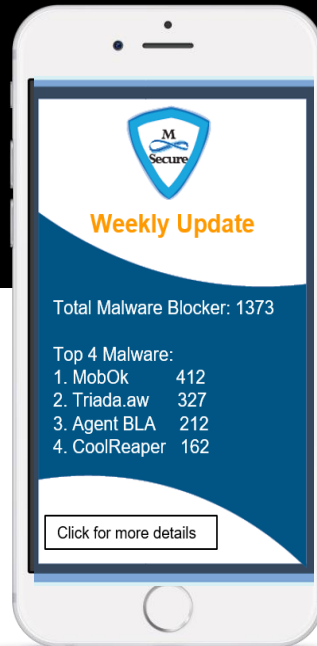 M
Secure
Weekly Update
Total Malware Blocker: 1373
Top 4 Malware:
1. MobOk 412
2. Triada.aw 327
3. Agent BLA 212
4. CoolReaper 162
Click for more details